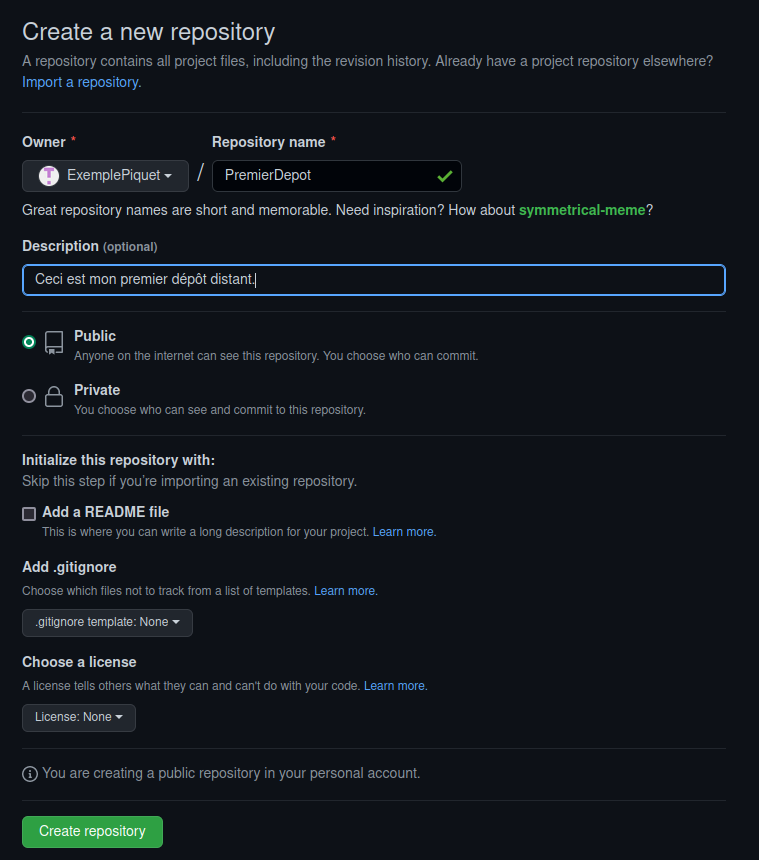 Create a new repository
A repository contains all project files, including the revision history. Already have a project repository elsewhere?
Import a repository.
Owner * Repository name *
ExemplePiquet / PremierDepot
Great repository names are short and memorable. Need inspiration? How about symmetrical-meme?
Description (optional)
Ceci est mon premier dépôt distant.
Public
Anyone on the internet can see this repository. You choose who can commit.
Private
You choose who can see and commit to this repository.
Initialize this repository with:
Skip this step if you're importing an existing repository.
Add a README file
This is where you can write a long description for your project. Learn more.
Add .gitignore
Choose which files not to track from a list of templates. Learn more.
.gitignore template: None
Choose a license
A license tells others what they can and can't do with your code. Learn more.
License: None
You are creating a public repository in your personal account.
Create repository